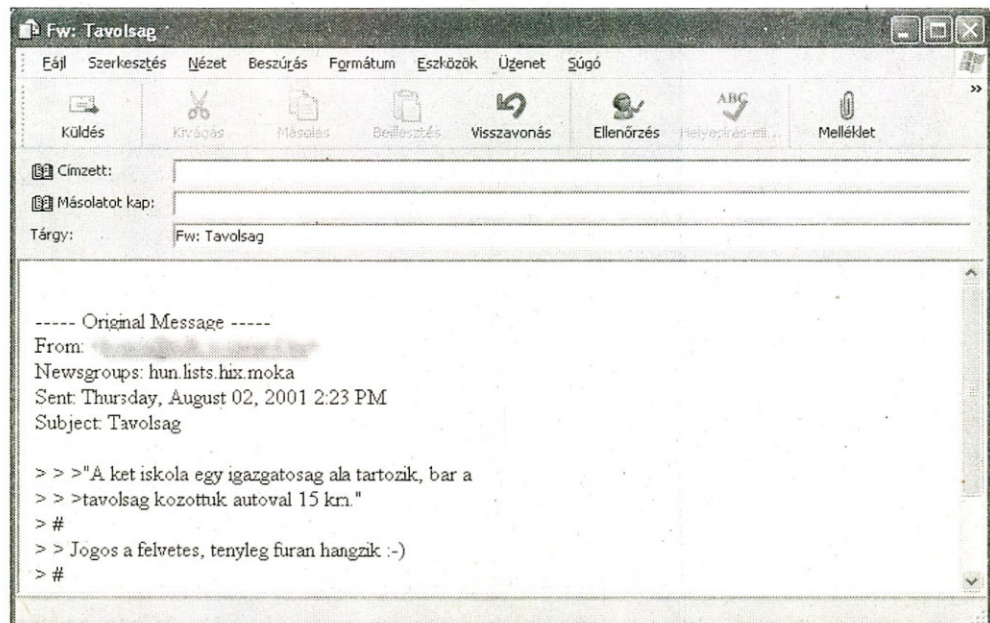 Fw: Tavolsag
Fájl Szerkesztés Nézet Beszúrás Formátum Eszközök Üzenet Súgó
Küldés Kivágás Másolás Beillesztés Visszavonás Ellenőrzés Helyesírás-ell... Melléklet »
Címzett:
Másolatot kap:
Tárgy: Fw: Tavolsag
----- Original Message -----
From:
Newsgroups: hun.lists.hix.moka
Sent: Thursday, August 02, 2001 2:23 PM
Subject: Tavolsag
> > >"A ket iskola egy igazgatosag ala tartozik, bar a
> > >tavolsag kozottuk autoval 15 km."
> #
> > Jogos a felvetes, tenyleg furan hangzik :-)
> #